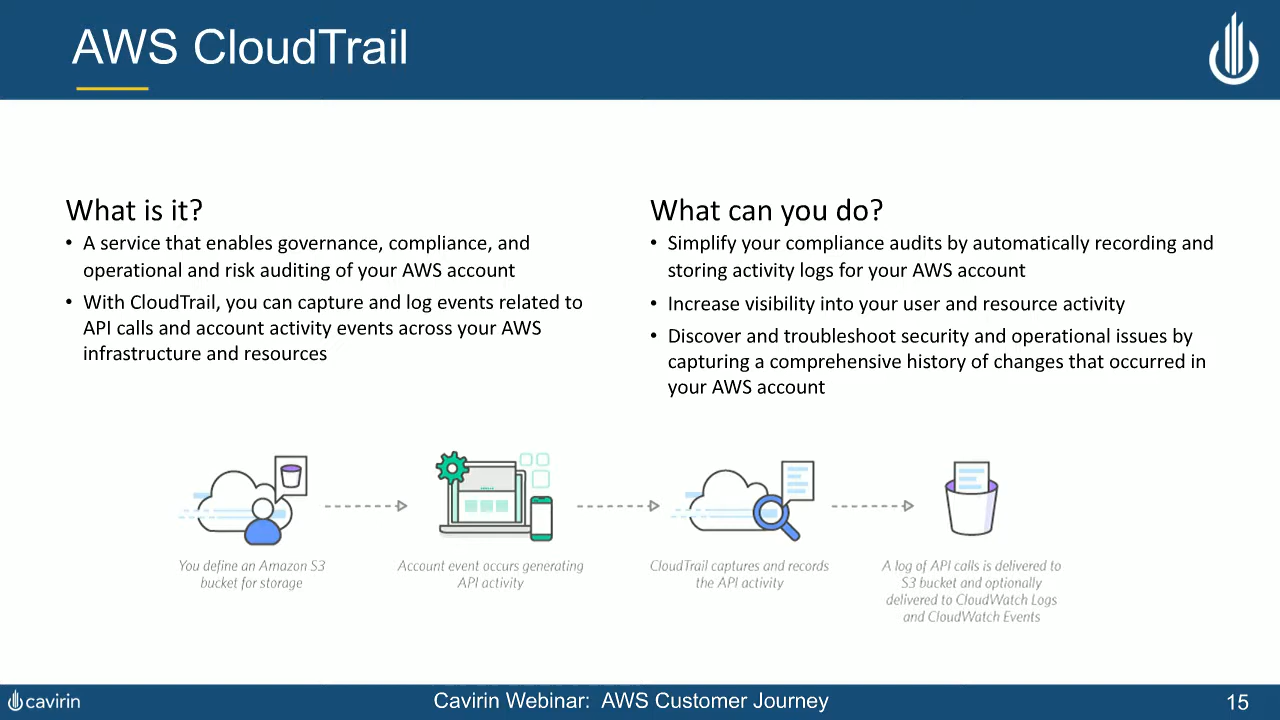 AWS CloudTrail
What is it?
• A service that enables governance, compliance, and
operational and risk auditing of your AWS account
• With CloudTrail, you can capture and log events related to
API calls and account activity events across your AWS
infrastructure and resources
What can you do?
• Simplify your compliance audits by automatically recording and
storing activity logs for your AWS account
• Increase visibility into your user and resource activity
• Discover and troubleshoot security and operational issues by
capturing a comprehensive history of changes that occurred in
your AWS account
You define an Amazon S3
bucket for storage
Account event occurs generating
API activity
CloudTrail captures and records
the API activity
A log of API calls is delivered to
S3 bucket and optionally
delivered to CloudWatch Logs
and CloudWatch Events
cavirin
Cavirin Webinar: AWS Customer Journey
15